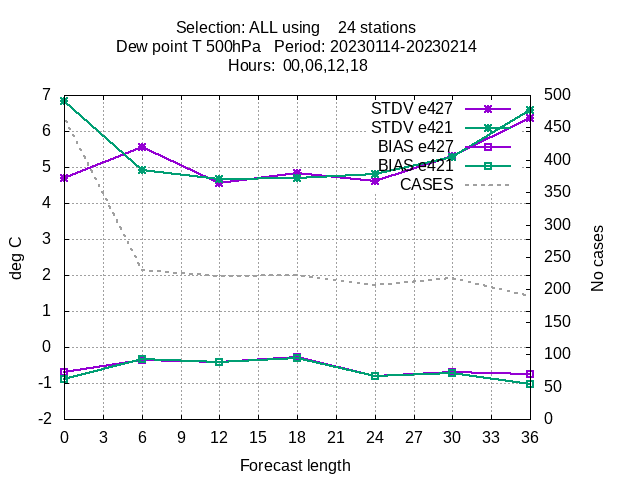 Selection: ALL using    24 stations
Dew point T 500hPa   Period: 20230114-20230214
Hours: 00,06,12,18
7
6
5
4
3
2
1
0
-1
-2
deg C
STDV e427
STDV e421
BIAS e427
BIAS e421
CASES
500
450
400
350
300
250
200
150
100
50
0
No cases
0 3 6 9 12 15 18 21 24 27 30 33 36
Forecast length